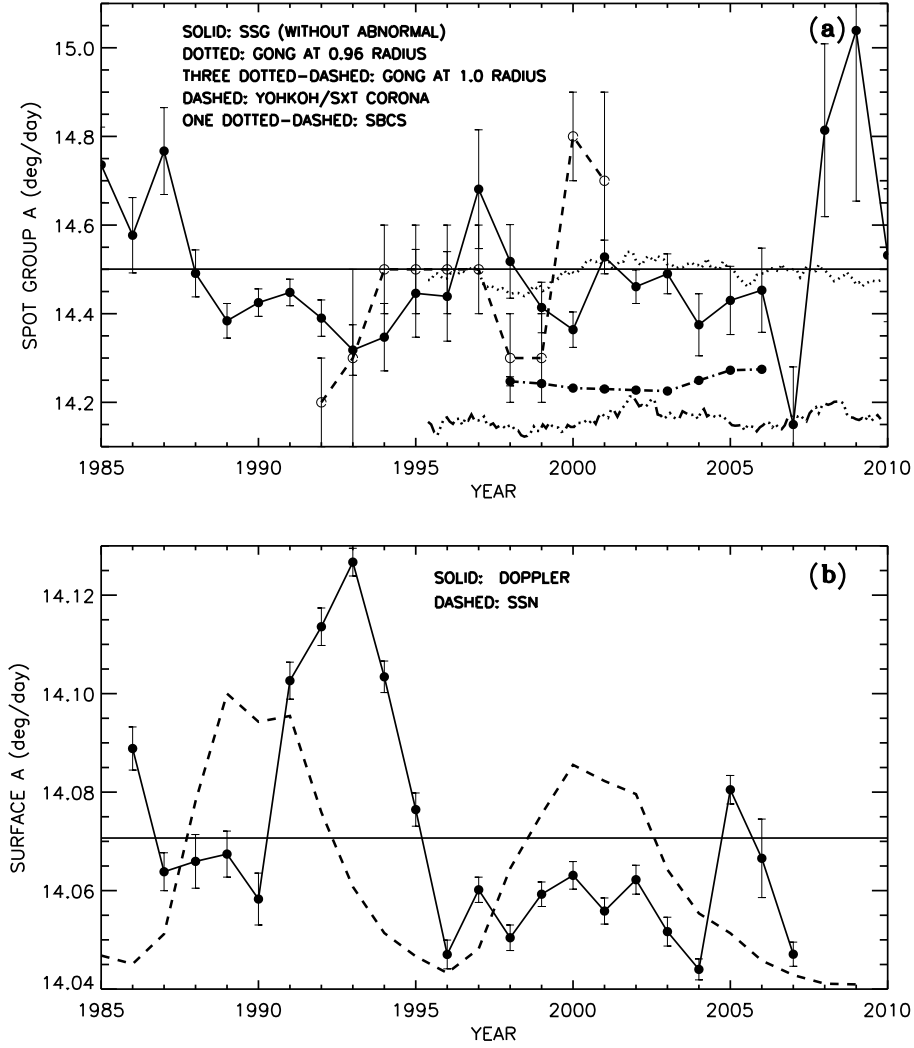 (a)
SOLID: SSG (WITHOUT ABNORMAL)
DOTTED: GONG AT 0.96 RADIUS
THREE DOTTED-DASHED: GONG AT 1.0 RADIUS
DASHED: YOHKOH/SXT CORONA
ONE DOTTED-DASHED: SBCS
SPOT GROUP A (deg/day)
15.0
14.8
14.6
14.4
14.2
1985 1990 1995 2000 2005 2010
YEAR
(b)
SOLID: DOPPLER
DASHED: SSN
SURFACE A (deg/day)
14.12
14.10
14.08
14.06
14.04
1985 1990 1995 2000 2005 2010
YEAR